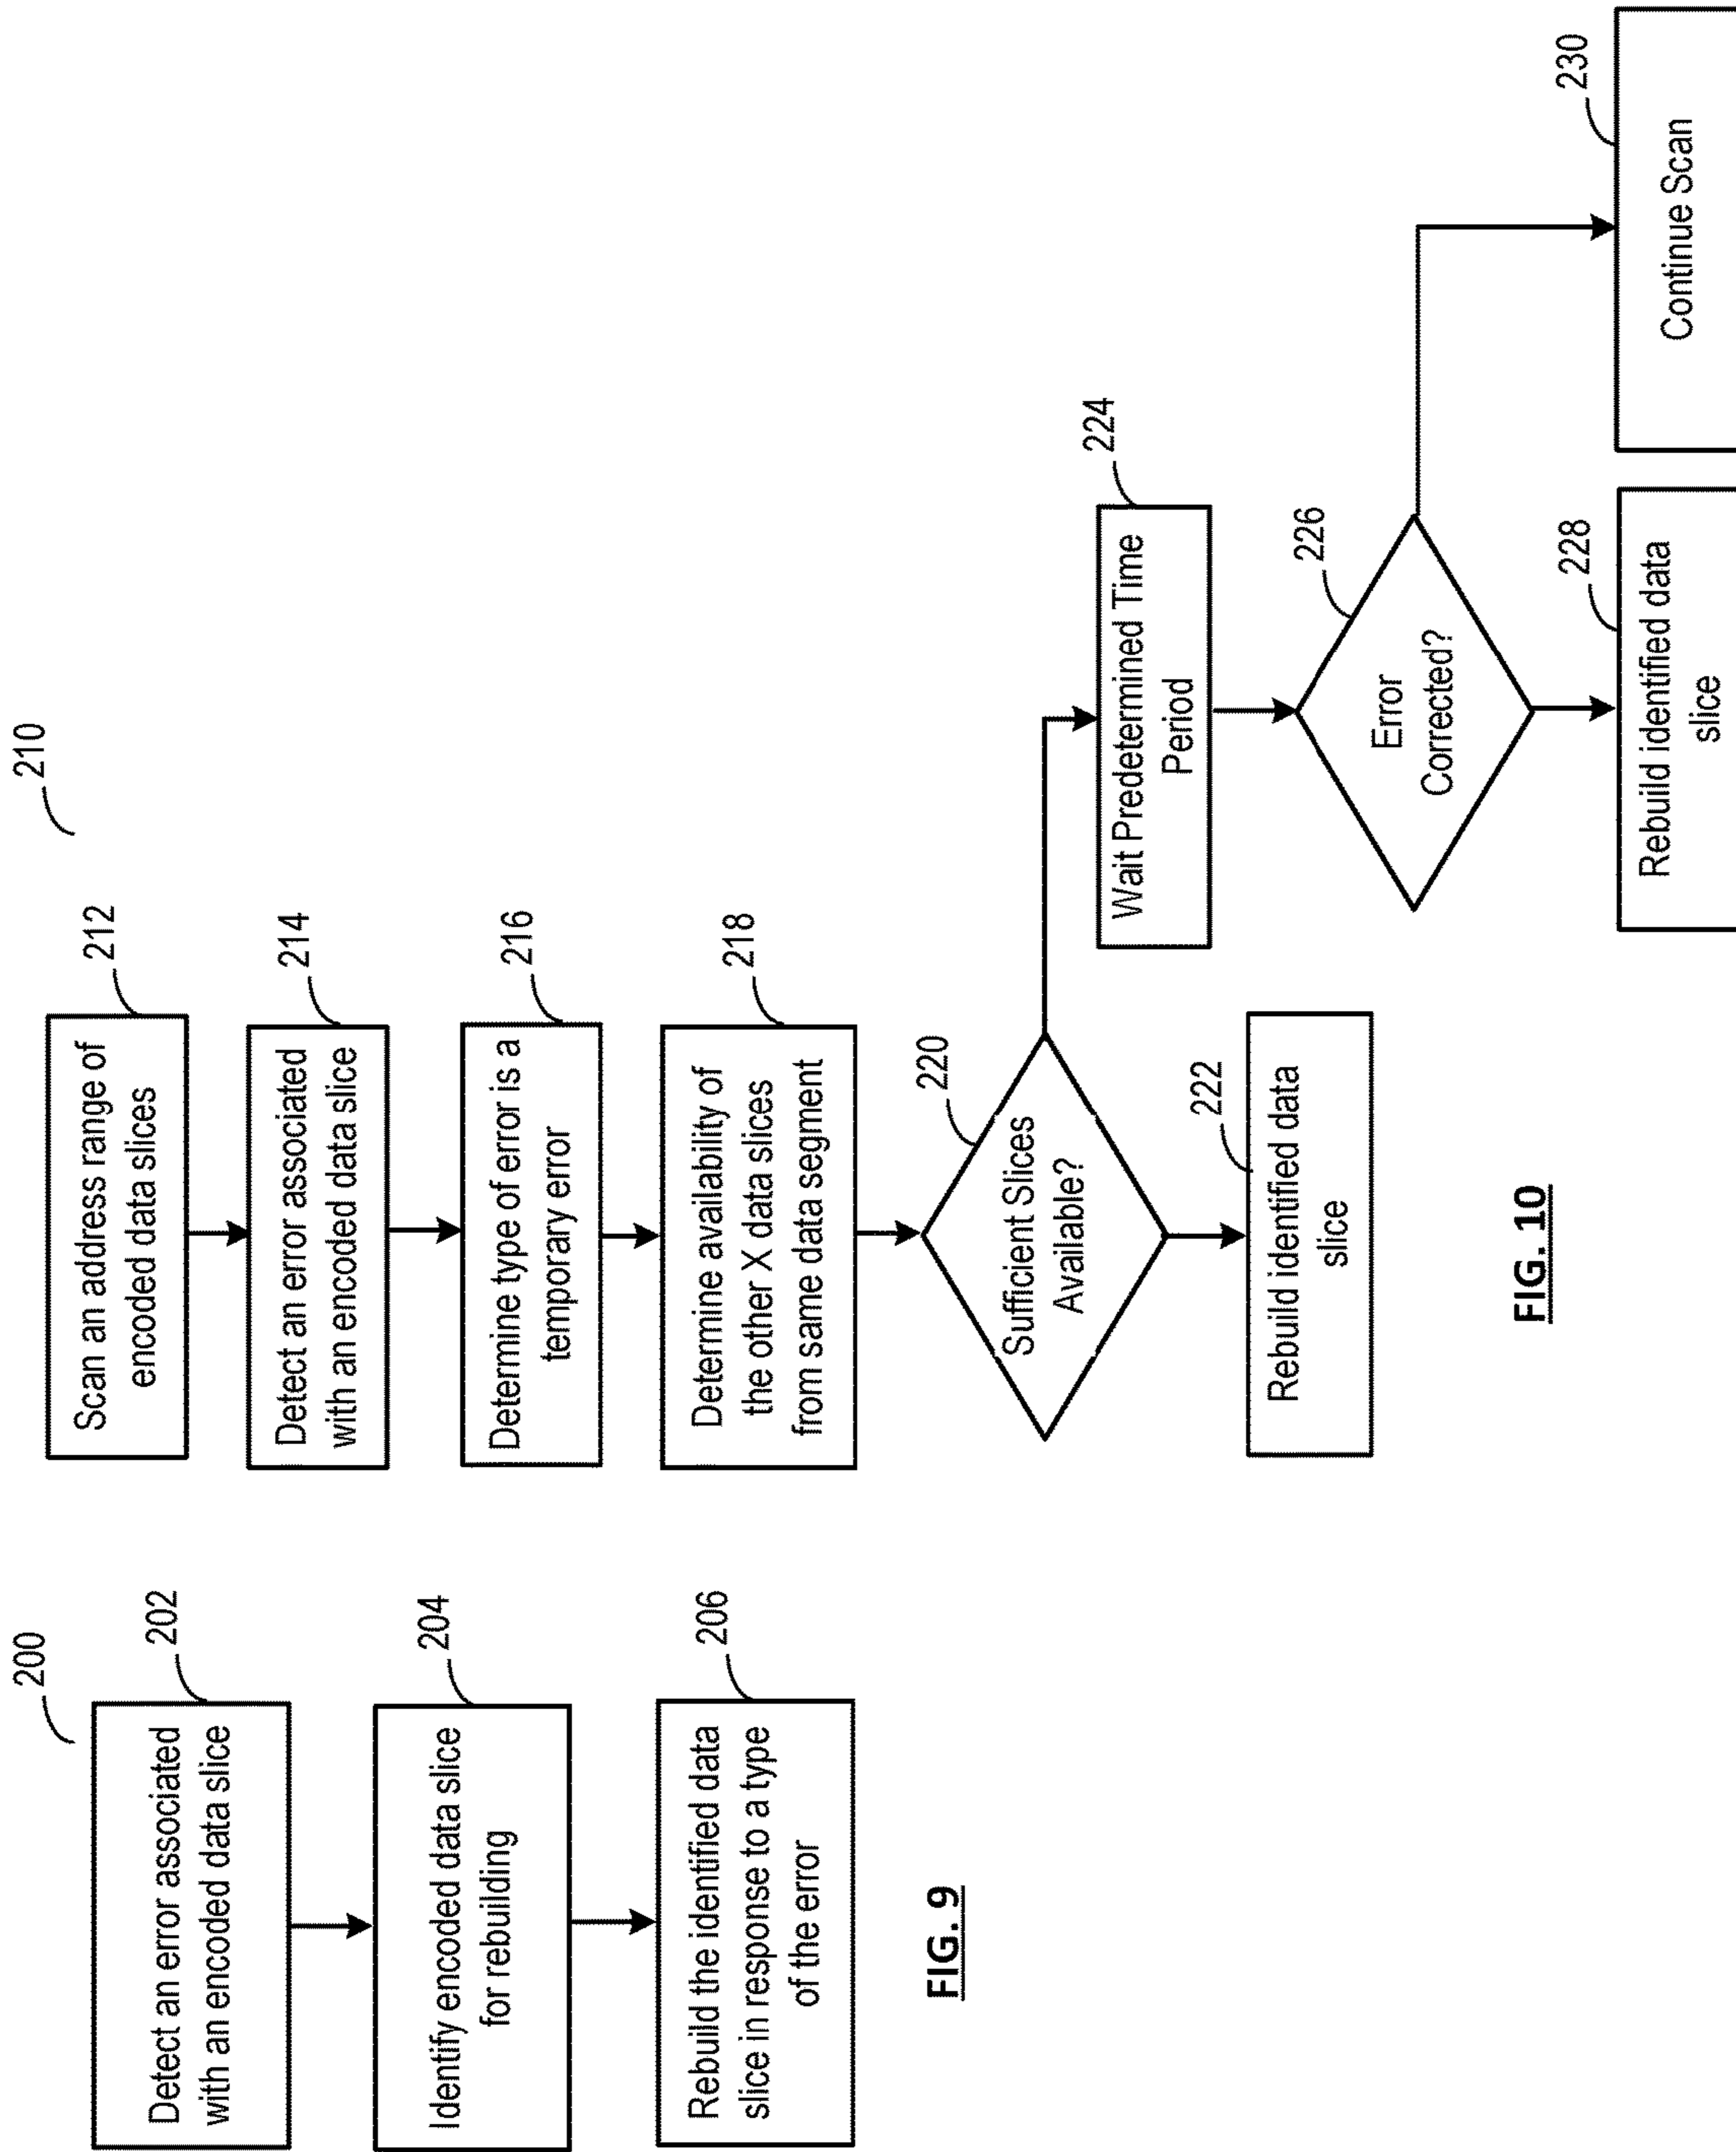 200
Detect an error associated
with an encoded data slice
202
Identify encoded data slice
for rebuilding
204
Rebuild the identified data
slice in response to a type
of the error
206
FIG. 9
210
Scan an address range of
encoded data slices
212
Detect an error associated
with an encoded data slice
214
Determine type of error is a
temporary error
216
Determine availability of
the other X data slices
from same data segment
218
Sufficient Slices
Available?
220
Rebuild identified data
slice
222
Wait Predetermined Time
Period
224
Error
Corrected?
226
Rebuild identified data
slice
228
Continue Scan
230
FIG. 10